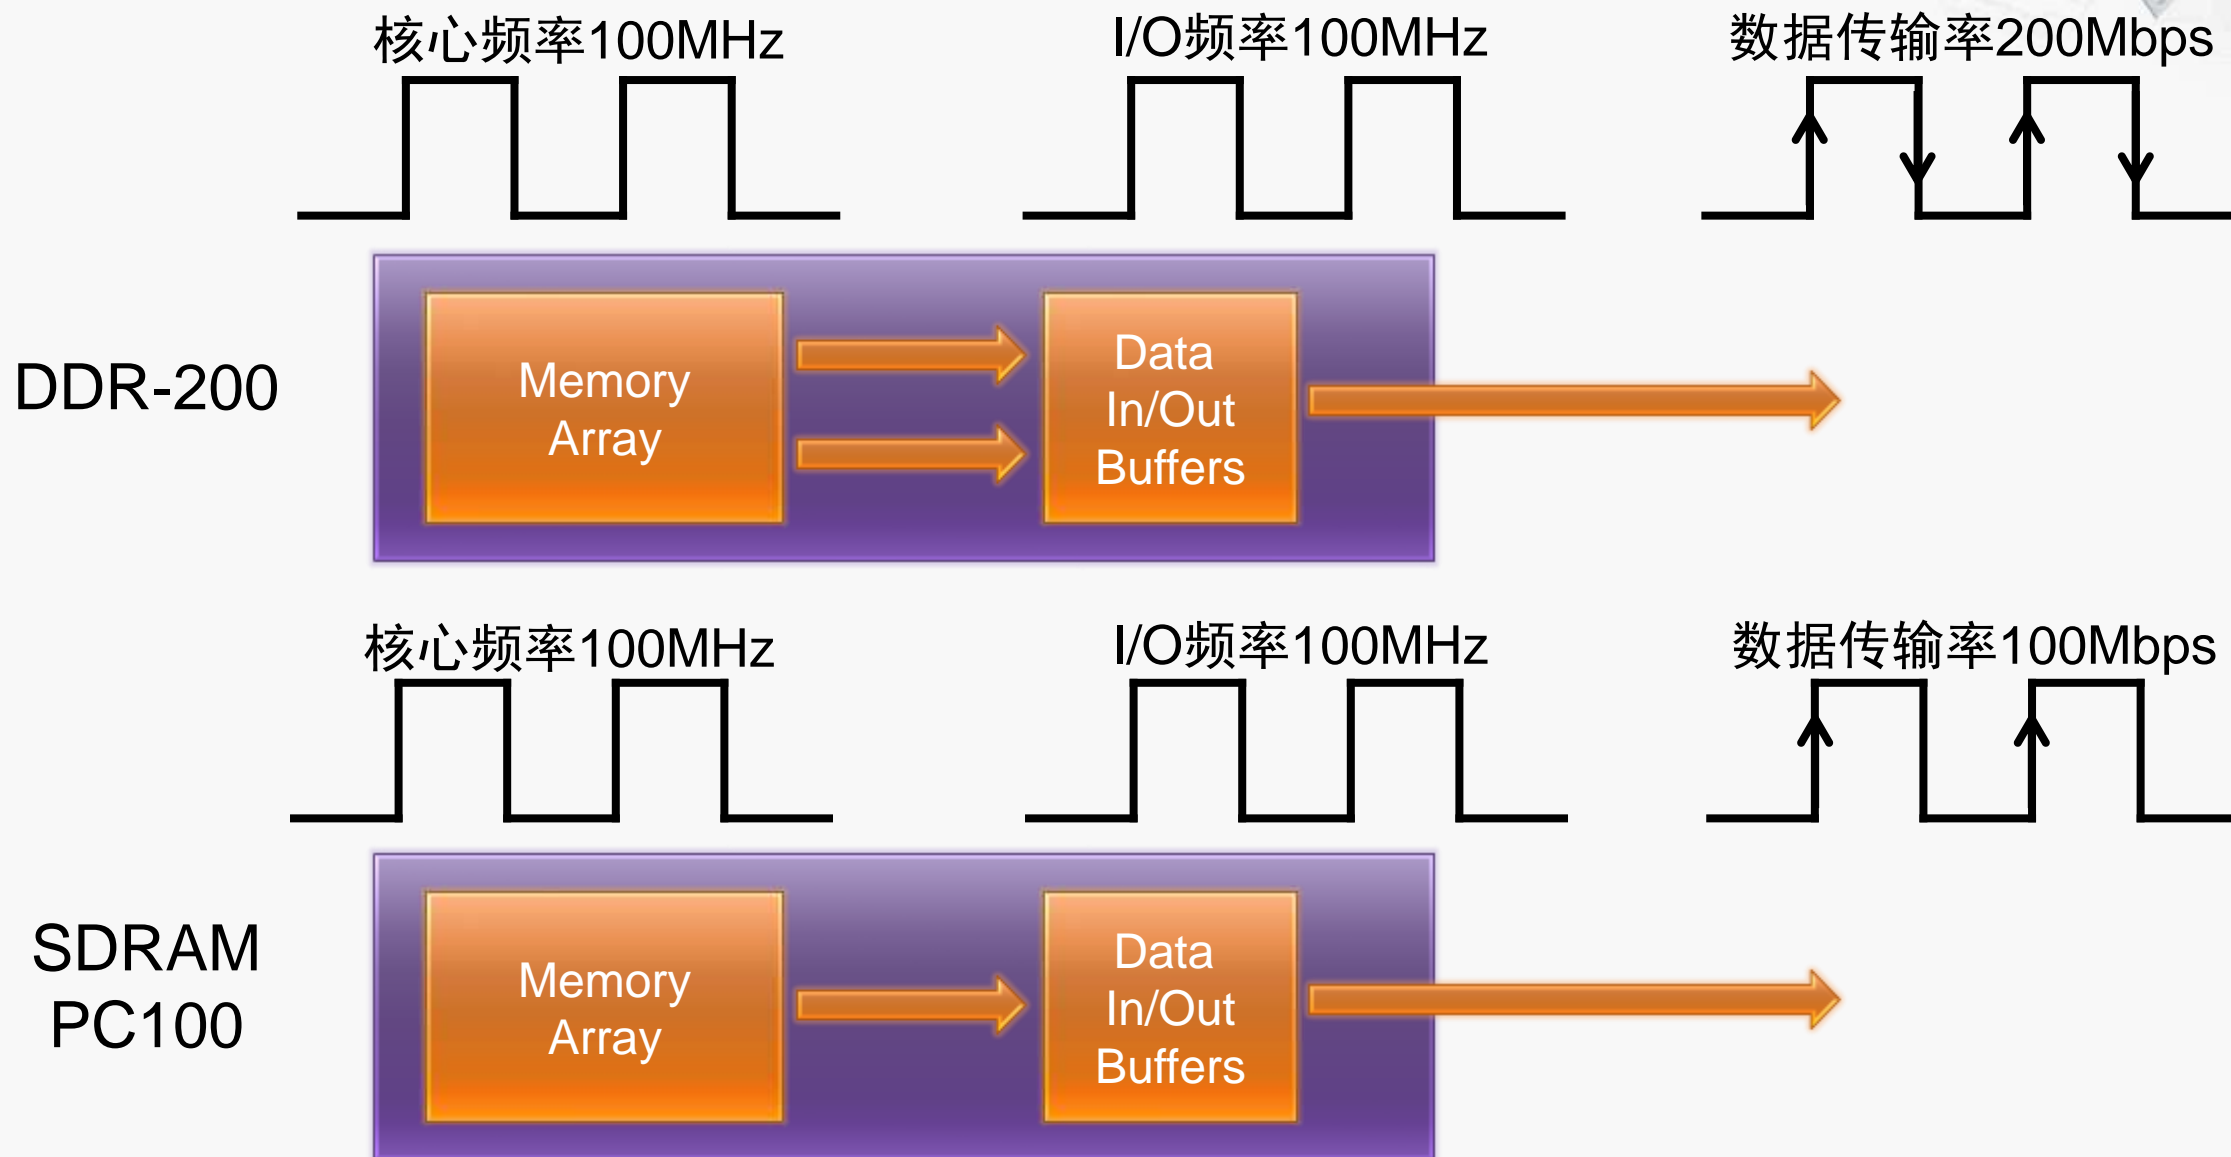 核心频率100MHz
I/O频率100MHz
数据传输率200Mbps
DDR-200
Memory
Array
Data
In/Out
Buffers
核心频率100MHz
I/O频率100MHz
数据传输率100Mbps
SDRAM
PC100
Memory
Array
Data
In/Out
Buffers